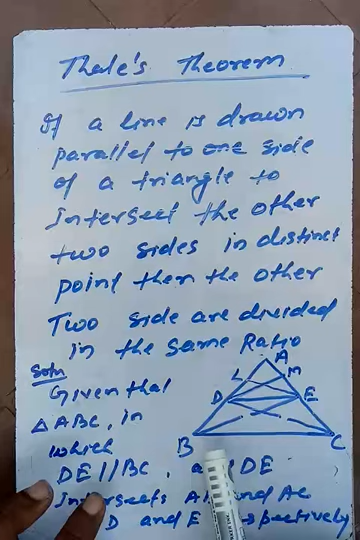 Thale's Theorem
If a line is drawn
parallel to one side
of a triangle to
intersect the other
two sides in distinct
point then the other
Two side are divided
in the same Ratio
Soln
Given that
△ABC, in
which
DE//BC, DE
Intersects and AC
D and E
A
L M
D E
B C